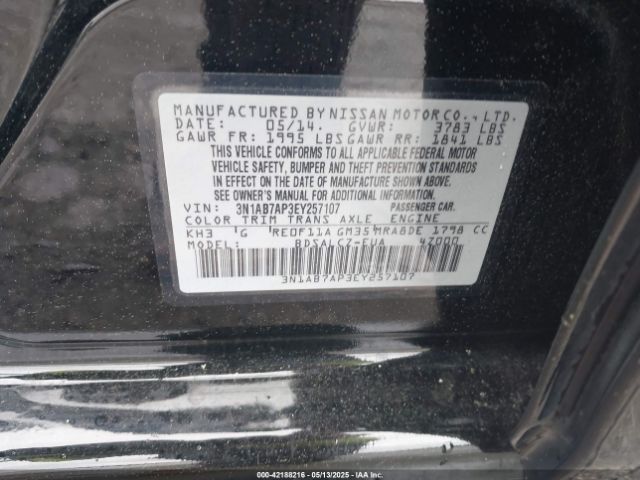 MANUFACTURED BY NISSAN MOTOR CO., LTD.
DATE: 05/14. GVWR: 3783 LBS
GAWR FR: 1995 LBS GAWR RR: 1841 LBS
THIS VEHICLE CONFORMS TO ALL APPLICABLE FEDERAL MOTOR
VEHICLE SAFETY, BUMPER AND THEFT PREVENTION STANDARDS
IN EFFECT ON THE DATE OF MANUFACTURE SHOWN ABOVE.
SEE OWNER'S MANUAL FOR ADDITIONAL INFORMATION
VIN: 3N1AB7AP3EY257107 PASSENGER CAR
COLOR TRIM TRANS AXLE ENGINE
KH3 G RE0F11A GM35 MRA8DE 1798 CC
MODEL: BDSALCZ-EUA 4Z000
3N1AB7AP3EY257107
000-42188216 - 05/13/2025 - IAAI PROPERTY